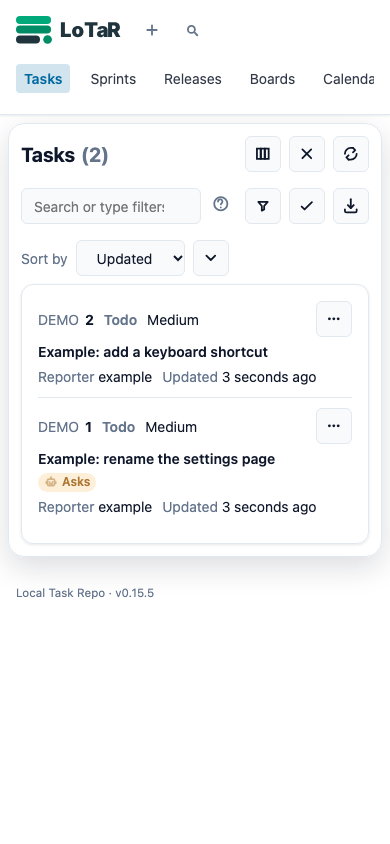 LoTaR
Tasks Sprints Releases Boards Calenda
Tasks (2)
Search or type filters
Sort by Updated
DEMO 2 Todo Medium
Example: add a keyboard shortcut
Reporter example Updated 3 seconds ago
DEMO 1 Todo Medium
Example: rename the settings page
Asks
Reporter example Updated 3 seconds ago
Local Task Repo · v0.15.5